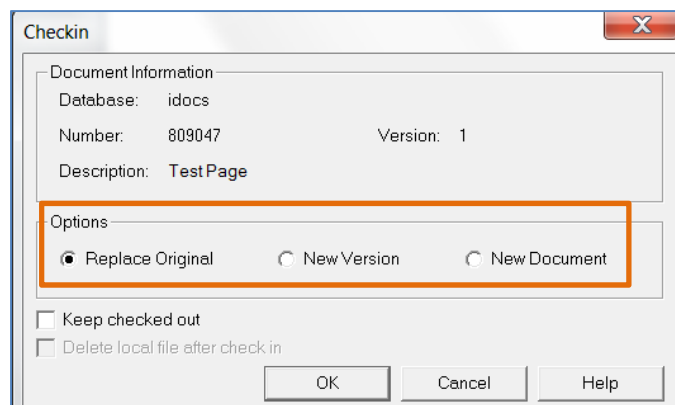 Checkin
Document Information
Database: idocs
Number: 809047 Version: 1
Description: Test Page
Options
Replace Original New Version New Document
Keep checked out
Delete local file after check in
OK Cancel Help